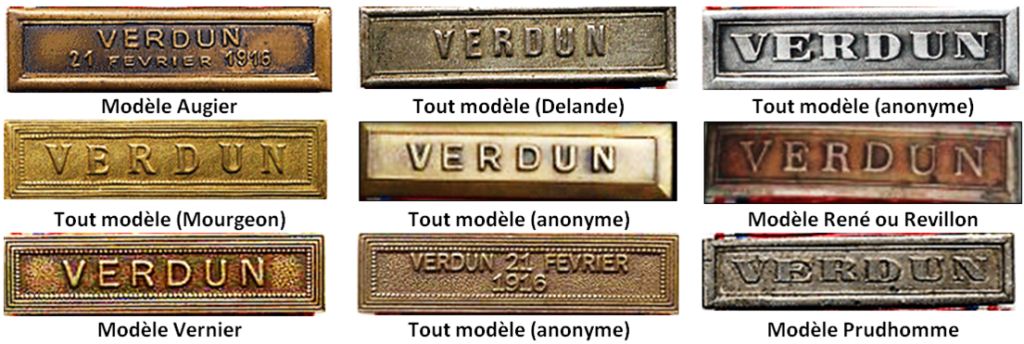 VERDUN
21 FEVRIER 1916
Modèle Augier
VERDUN
Tout modèle (Delande)
VERDUN
Tout modèle (anonyme)
VERDUN
Tout modèle (Mourgeon)
VERDUN
Tout modèle (anonyme)
VERDUN
Modèle René ou Revillon
VERDUN
Modèle Vernier
VERDUN 21 FEVRIER
1916
Tout modèle (anonyme)
VERDUN
Modèle Prudhomme